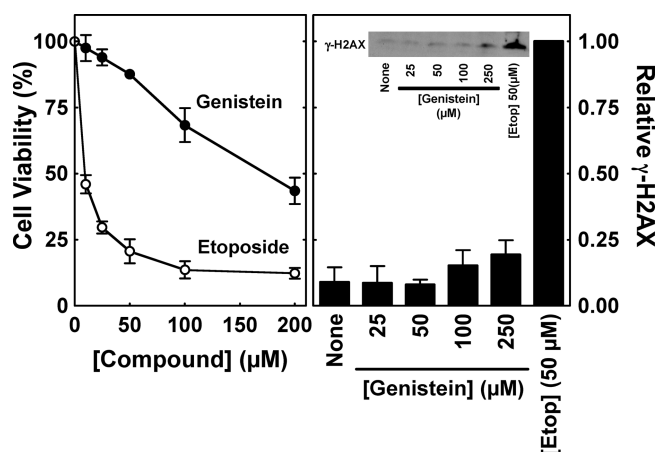 Cell Viability (%)
100
75
50
25
0
Genistein
Etoposide
0
50
100
150
200
[Compound] (µM)
γ-H2AX
None
25
50
100
250
[Etop] 50(µM)
[Genistein]
(µM)
1.00
0.75
0.50
0.25
0.00
Relative γ-H2AX
None
25
50
100
250
[Etop] (50 µM)
[Genistein] (µM)